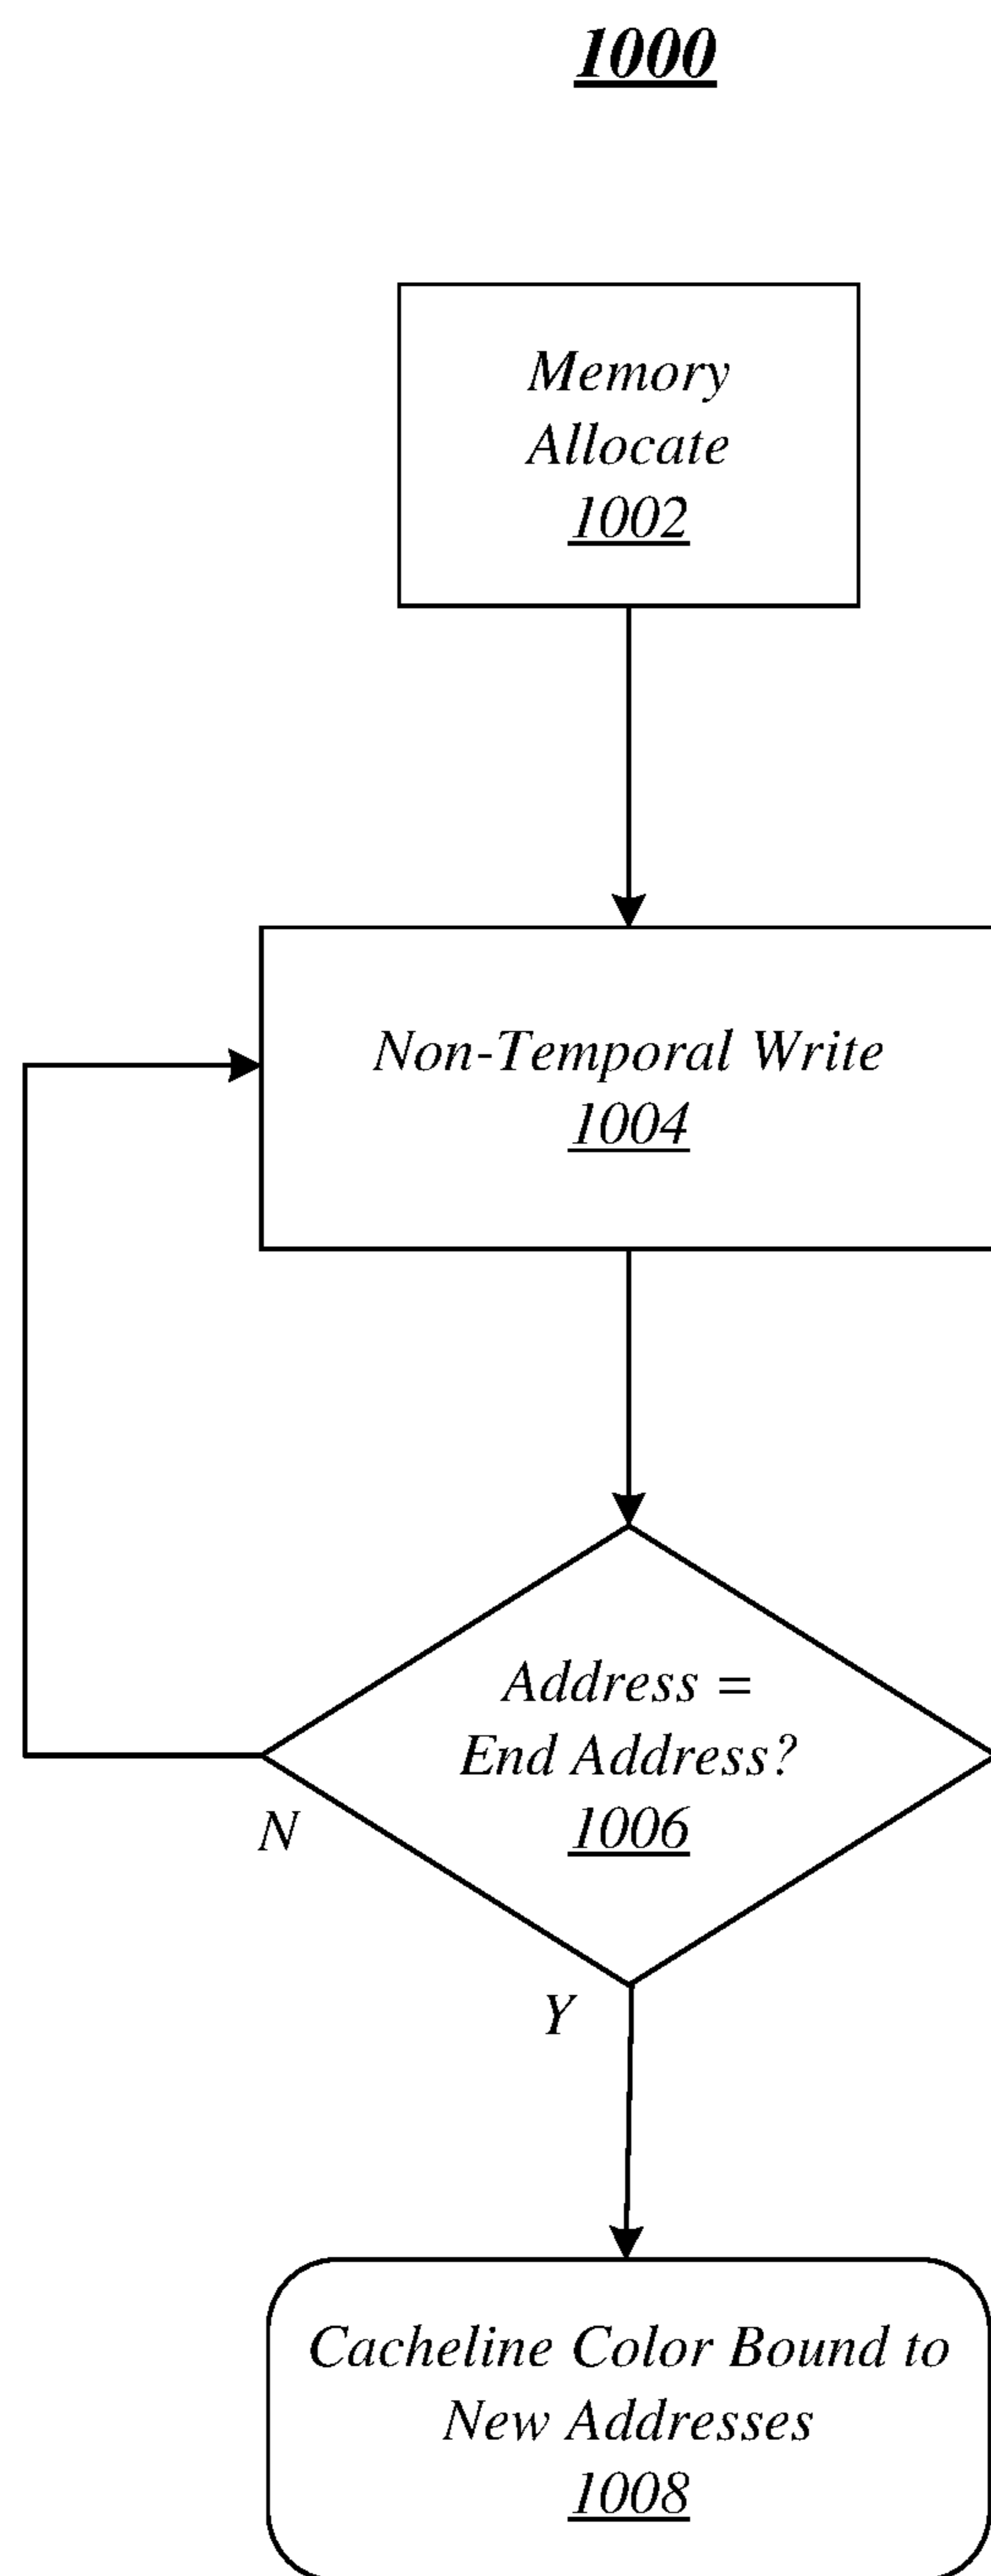 1000
Memory
Allocate
1002
Non-Temporal Write
1004
Address =
End Address?
1006
N
Y
Cacheline Color Bound to
New Addresses
1008